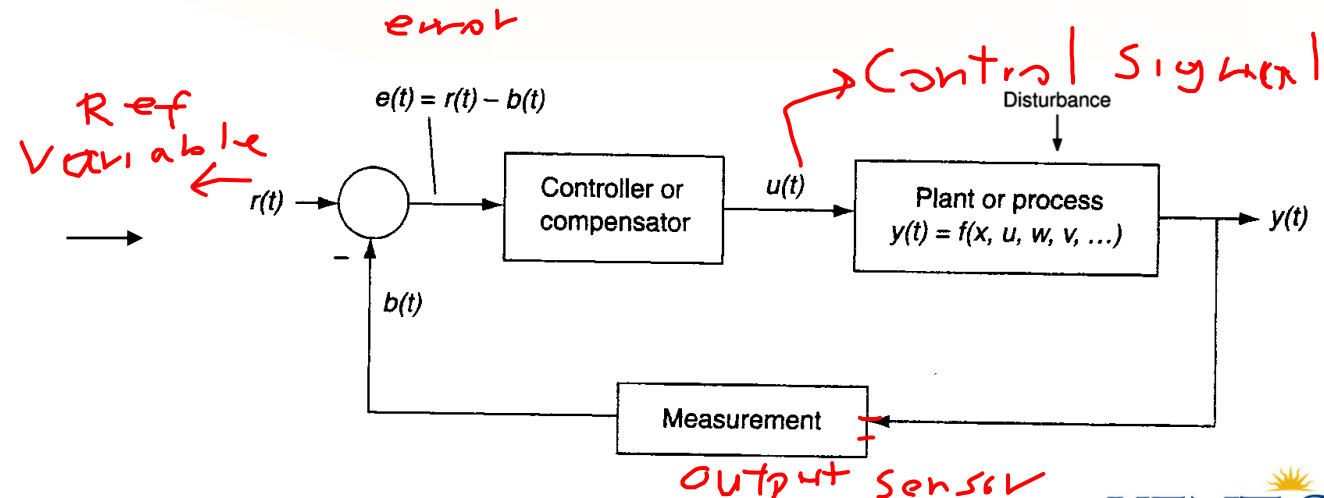 error
Control Signal
Ref
Variable
e(t) = r(t) – b(t)
Disturbance
r(t)
Controller or
compensator
u(t)
Plant or process
y(t) = f(x, u, w, v, ...)
y(t)
–
b(t)
Measurement
output sensor